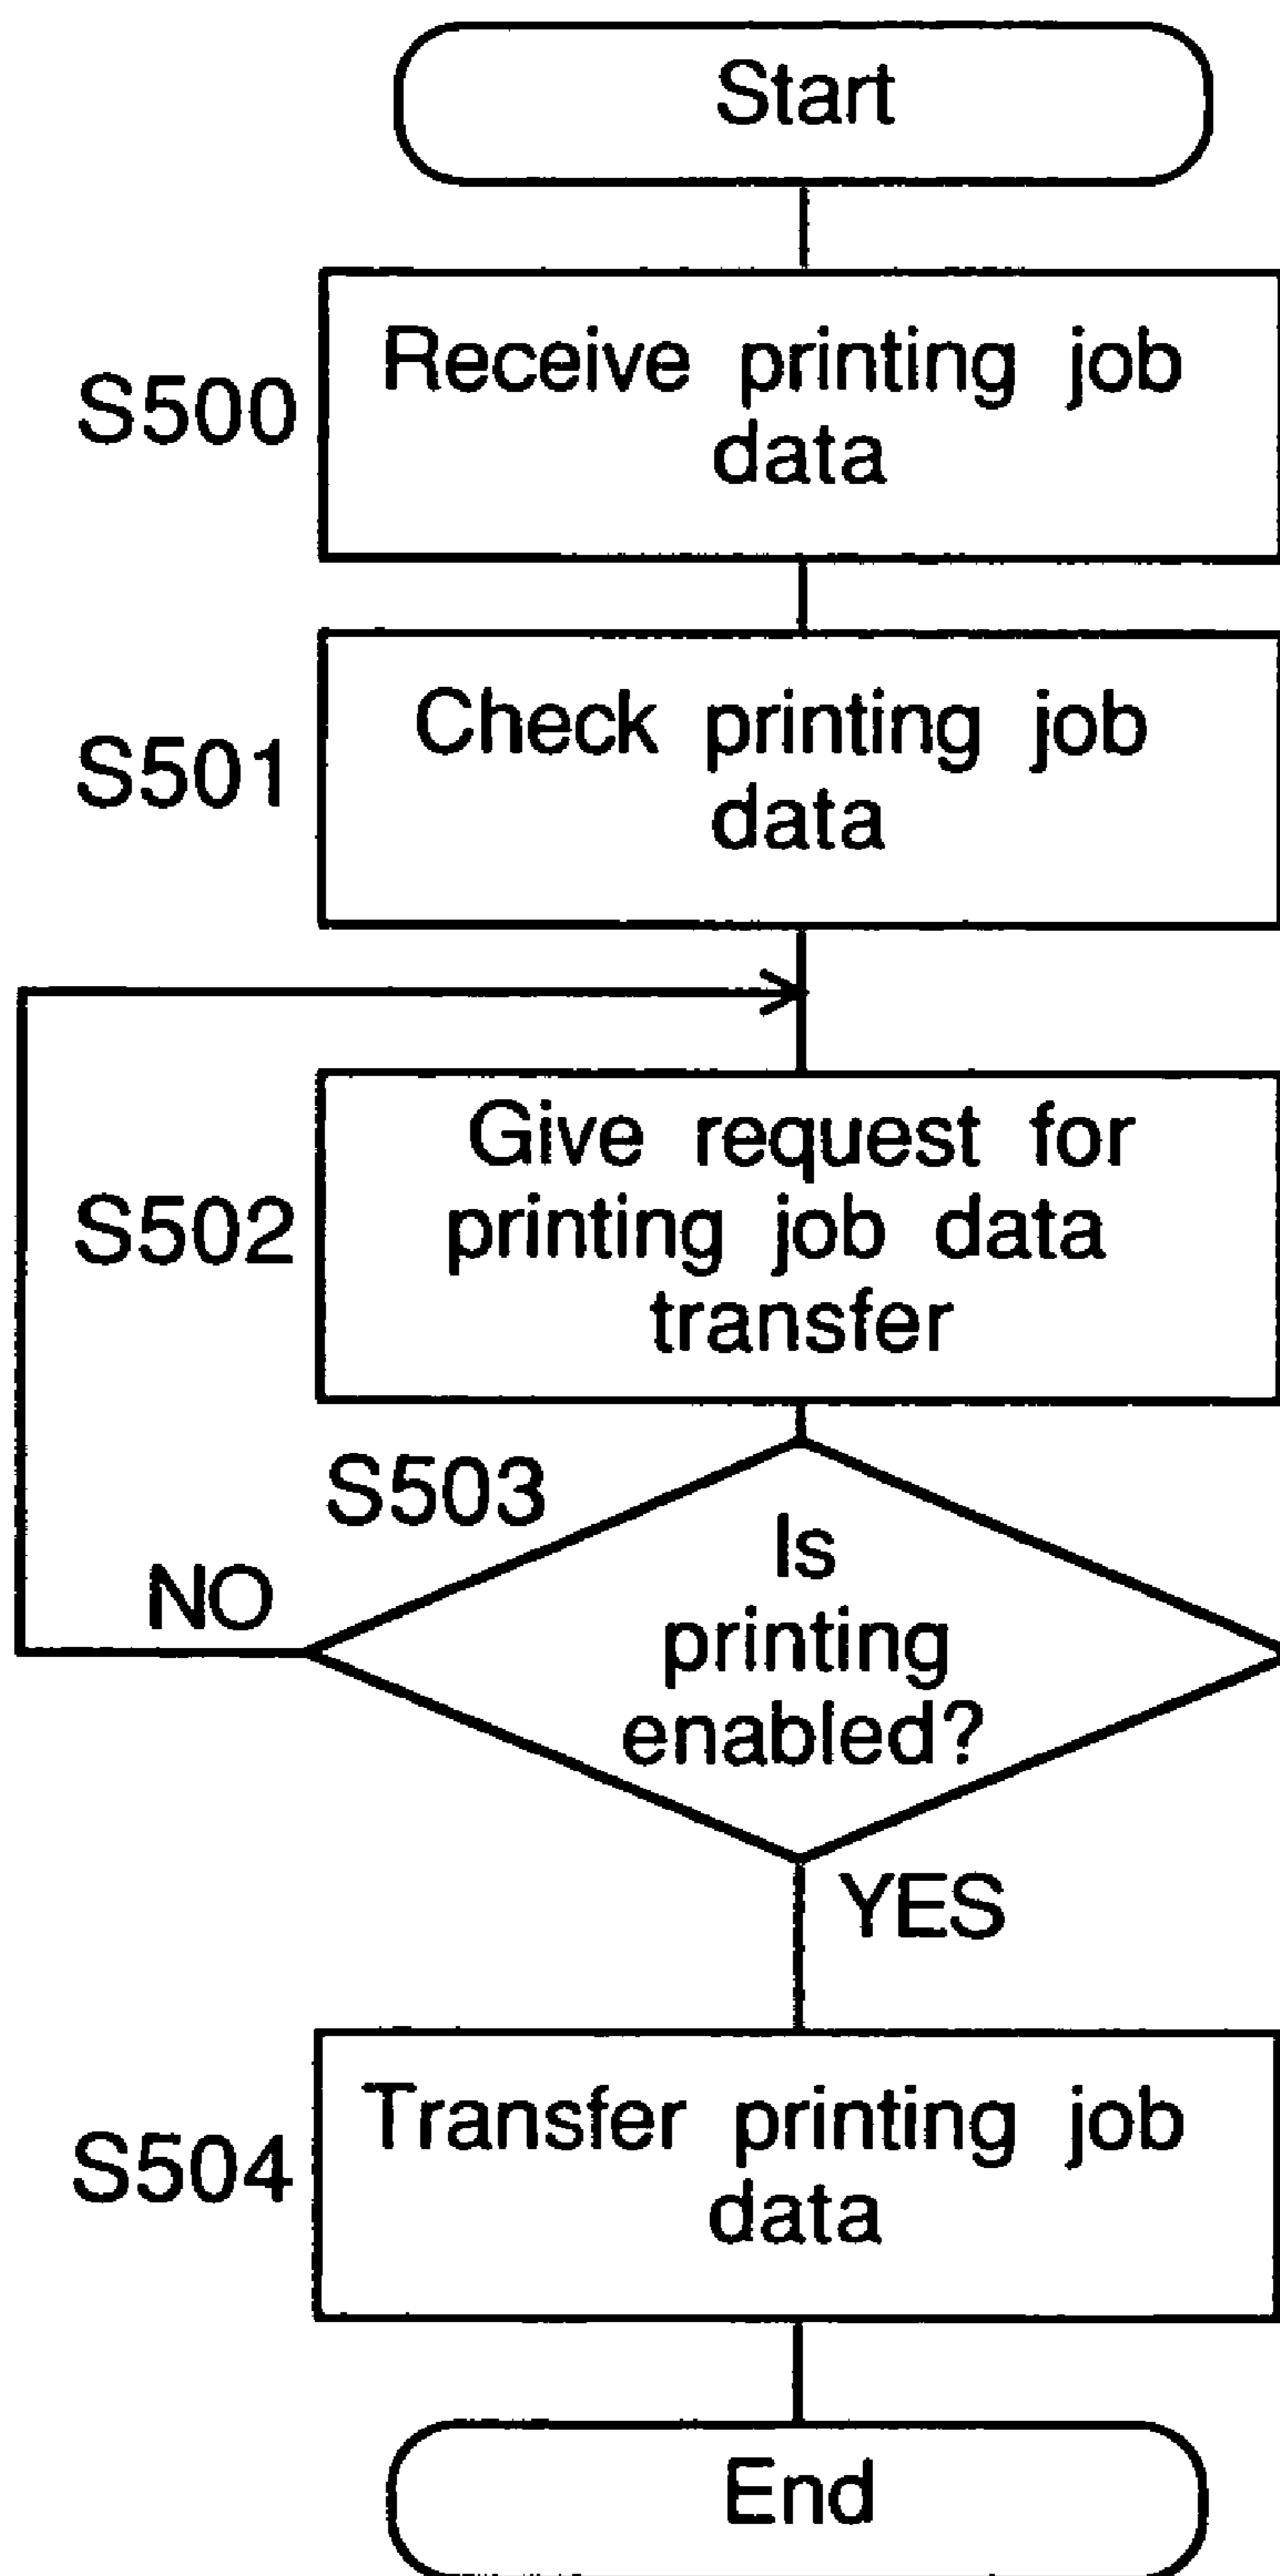 Start
S500
Receive printing job
data
S501
Check printing job
data
S502
Give request for
printing job data
transfer
S503
Is
printing
enabled?
NO
YES
S504
Transfer printing job
data
End